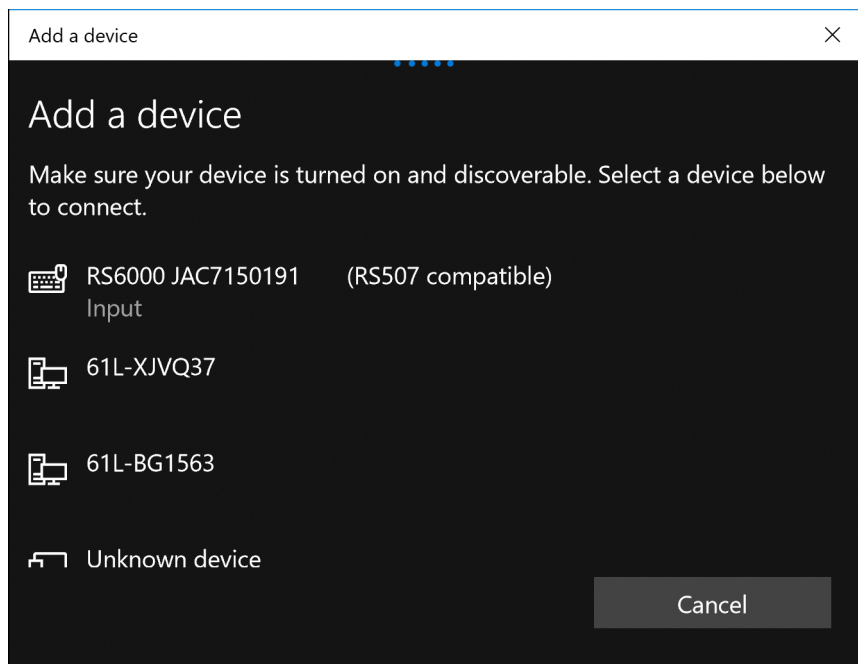 Add a device
Add a device
Make sure your device is turned on and discoverable. Select a device below
to connect.
RS6000 JAC7150191 (RS507 compatible)
Input
61L-XJVQ37
61L-BG1563
Unknown device
Cancel